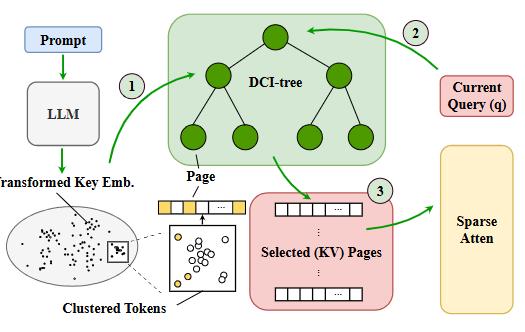 Prompt
LLM
1
DCI-tree
2
Current
Query (q)
Transformed Key Emb.
Page
...
3
...
Selected (KV) Pages
...
Sparse
Atten
Clustered Tokens